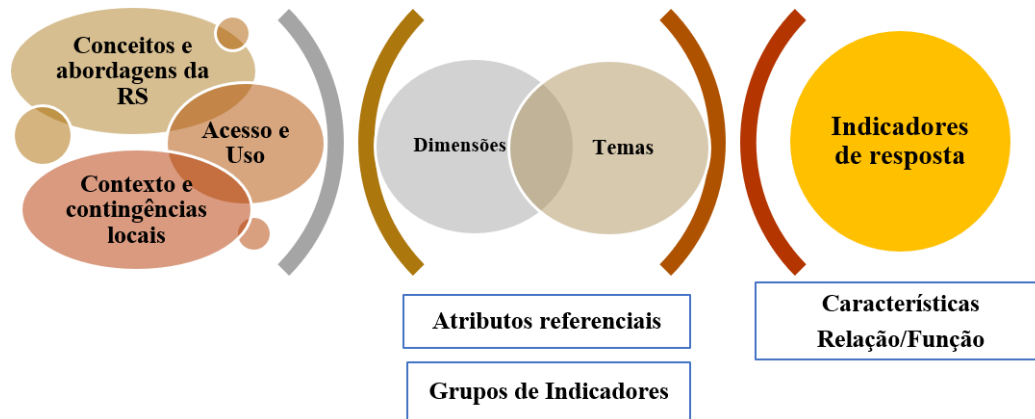 Conceitos e
abordagens da
RS
Acesso e
Uso
Contexto e
contingências
locais
Dimensões
Temas
Atributos referenciais
Grupos de Indicadores
Indicadores
de resposta
Características
Relação/Função